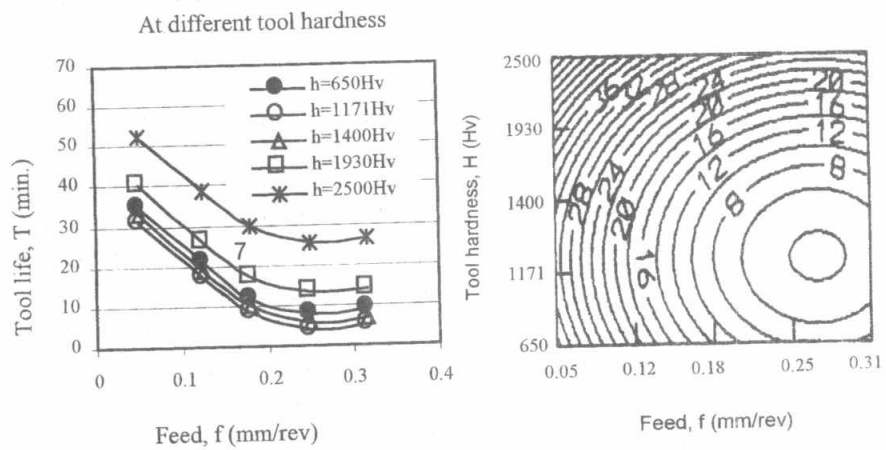 At different tool hardness
70
60
50
40
30
20
10
0
0 0.1 0.2 0.3 0.4
Tool life, T (min.)
Feed, f (mm/rev)
h=650Hv
h=1171Hv
h=1400Hv
h=1930Hv
h=2500Hv
7
2500
1930
1400
1171
650
0.05 0.12 0.18 0.25 0.31
Tool hardness, H (Hv)
Feed, f (mm/rev)
28
24
20
16
12
8
28
24
20
16
20
16
12
8
12
8